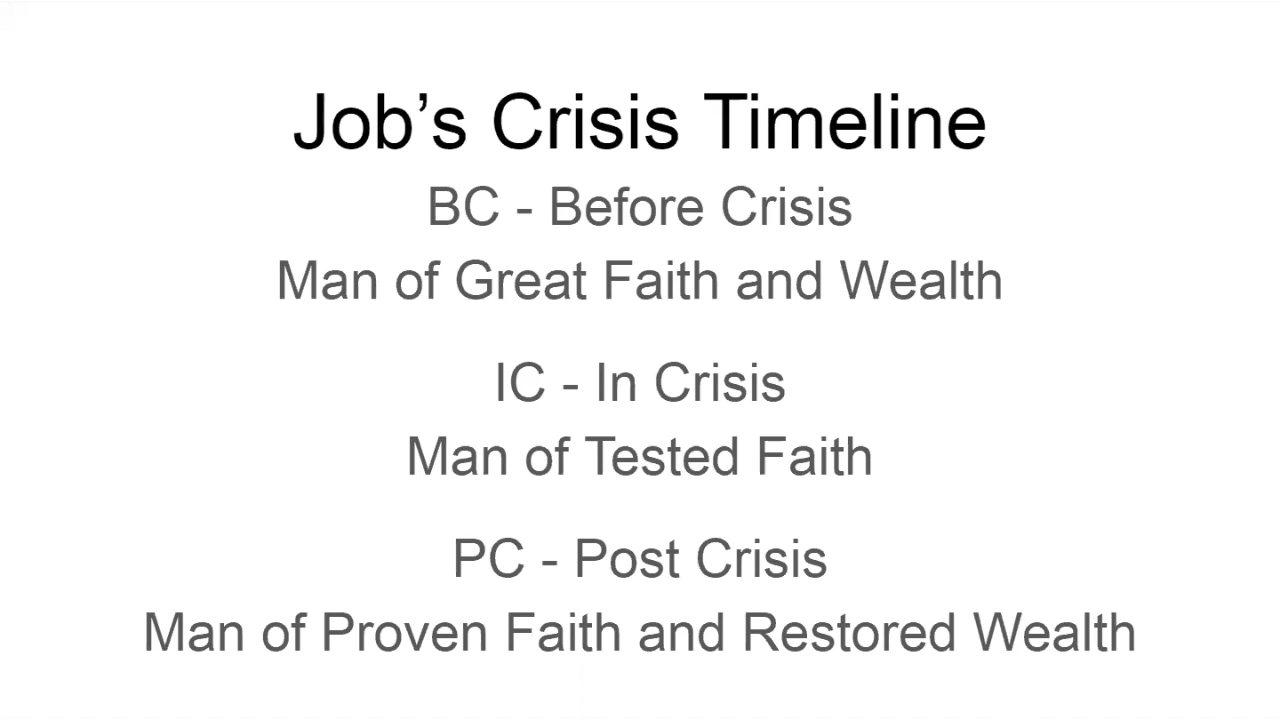 Job’s Crisis Timeline
BC - Before Crisis
Man of Great Faith and Wealth
IC - In Crisis
Man of Tested Faith
PC - Post Crisis
Man of Proven Faith and Restored Wealth